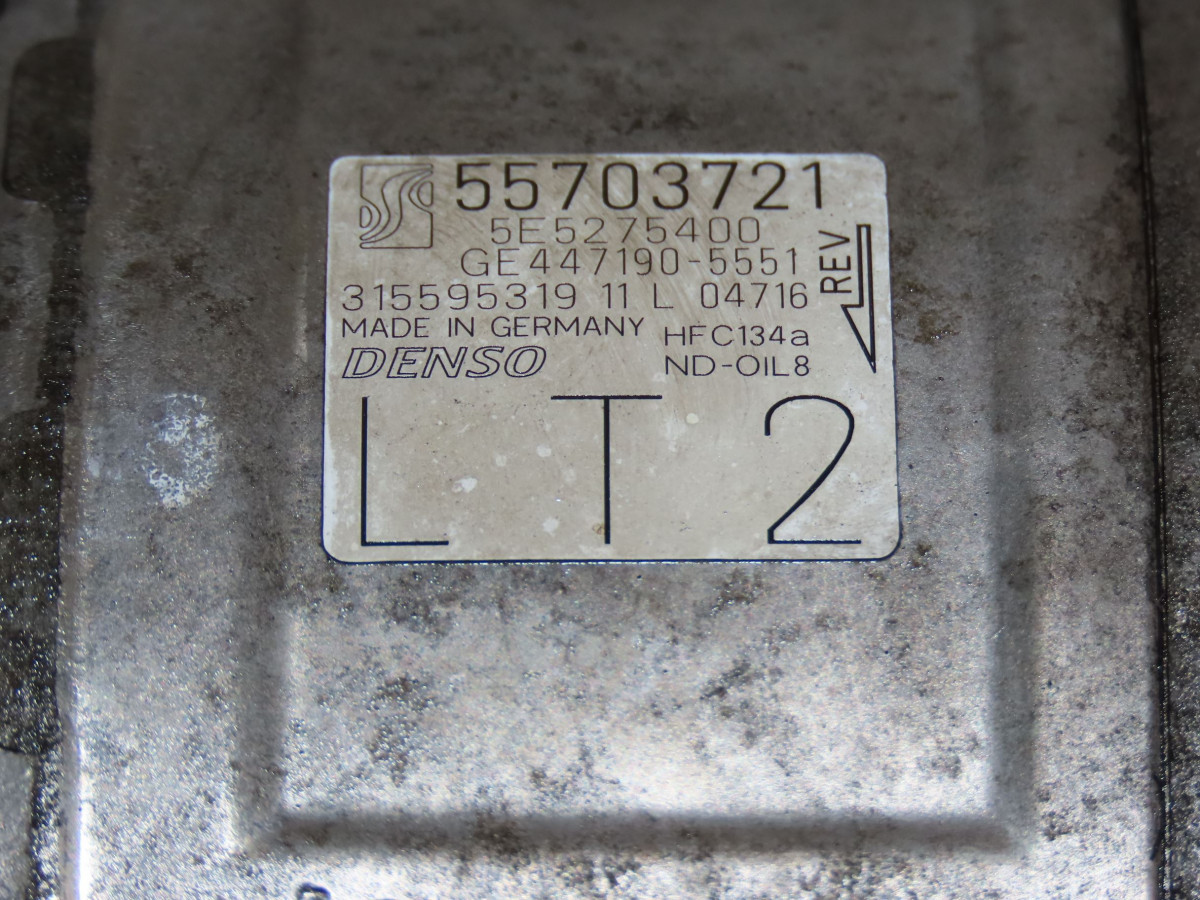 55703721
5E5275400
GE447190-5551
315595319 11 L 04716
REV
MADE IN GERMANY HFC134a
DENSO ND-OIL8
LT2